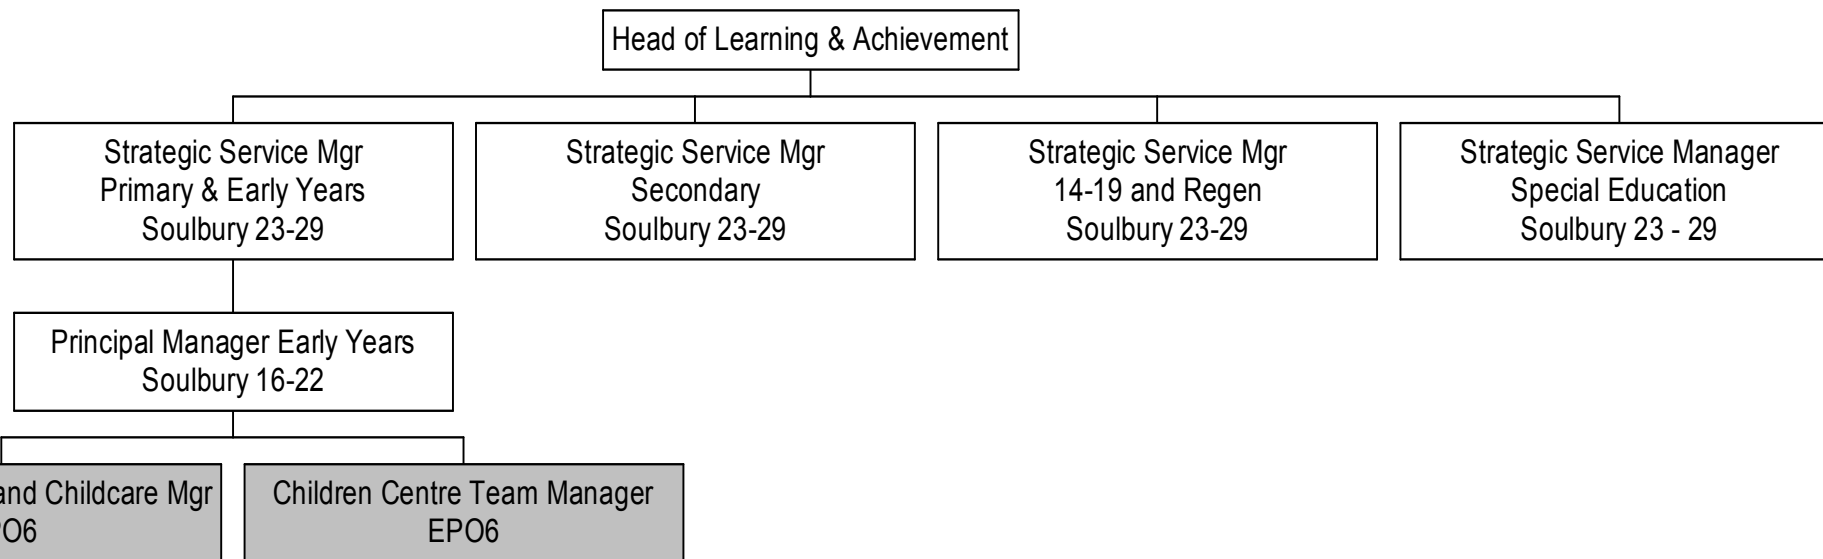 Head of Learning & Achievement
Strategic Service Mgr
Primary & Early Years
Soulbury 23-29
Strategic Service Mgr
Secondary
Soulbury 23-29
Strategic Service Mgr
14-19 and Regen
Soulbury 23-29
Strategic Service Manager
Special Education
Soulbury 23 - 29
Principal Manager Early Years
Soulbury 16-22
and Childcare Mgr
Children Centre Team Manager
EPO6